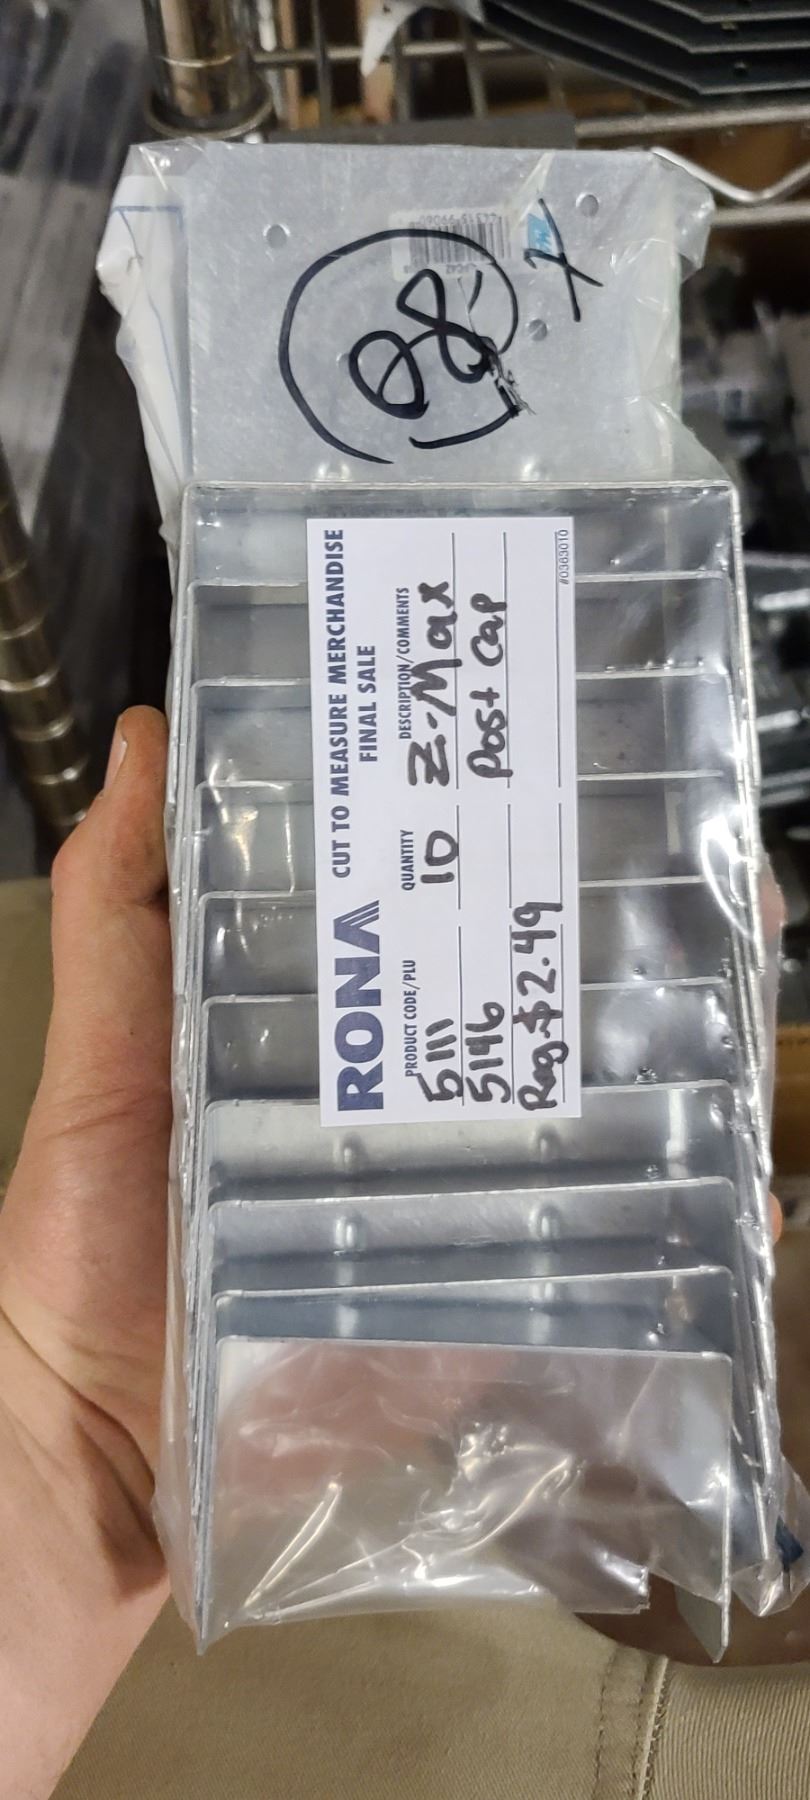 RONA
CUT TO MEASURE MERCHANDISE
FINAL SALE
PRODUCT CODE/PLU QUANTITY DESCRIPTION/COMMENTS
5111 10 Z-Max
5146 Post Cap
Reg. $2.49
#0363010